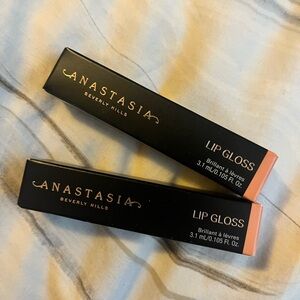 ANASTASIA
BEVERLY HILLS
LIP GLOSS
Brillant à lèvres
3.1 mL/0.105 Fl. Oz.
ANASTASIA
BEVERLY HILLS
LIP GLOSS
Brillant à lèvres
3.1 mL/0.105 Fl. Oz